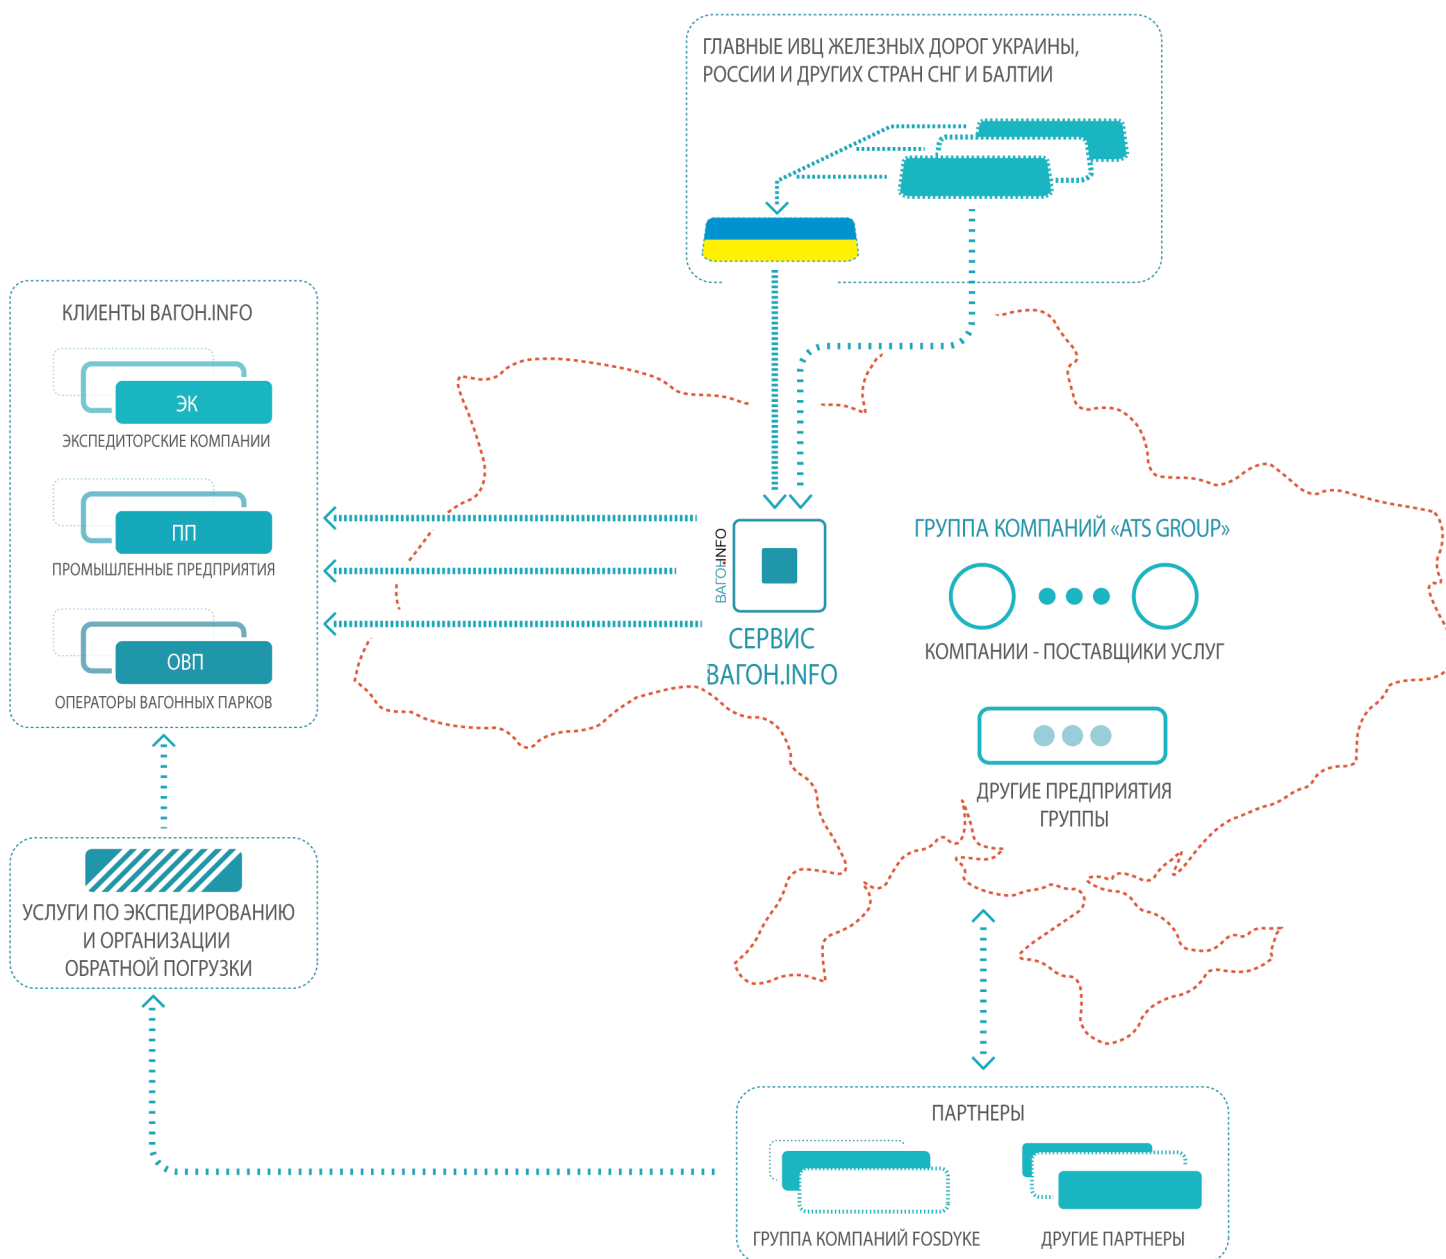 ГЛАВНЫЕ ИВЦ ЖЕЛЕЗНЫХ ДОРОГ УКРАИНЫ,
РОССИИ И ДРУГИХ СТРАН СНГ И БАЛТИИ
КЛИЕНТЫ ВАГОН.INFO
ЭК
ЭКСПЕДИТОРСКИЕ КОМПАНИИ
ПП
ПРОМЫШЛЕННЫЕ ПРЕДПРИЯТИЯ
ОВП
ОПЕРАТОРЫ ВАГОННЫХ ПАРКОВ
ВАГОН.INFO
СЕРВИС
ВАГОН.INFO
ГРУППА КОМПАНИЙ «ATS GROUP»
КОМПАНИИ - ПОСТАВЩИКИ УСЛУГ
ДРУГИЕ ПРЕДПРИЯТИЯ
ГРУППЫ
УСЛУГИ ПО ЭКСПЕДИРОВАНИЮ
И ОРГАНИЗАЦИИ
ОБРАТНОЙ ПОГРУЗКИ
ПАРТНЕРЫ
ГРУППА КОМПАНИЙ FOSDYKE
ДРУГИЕ ПАРТНЕРЫ